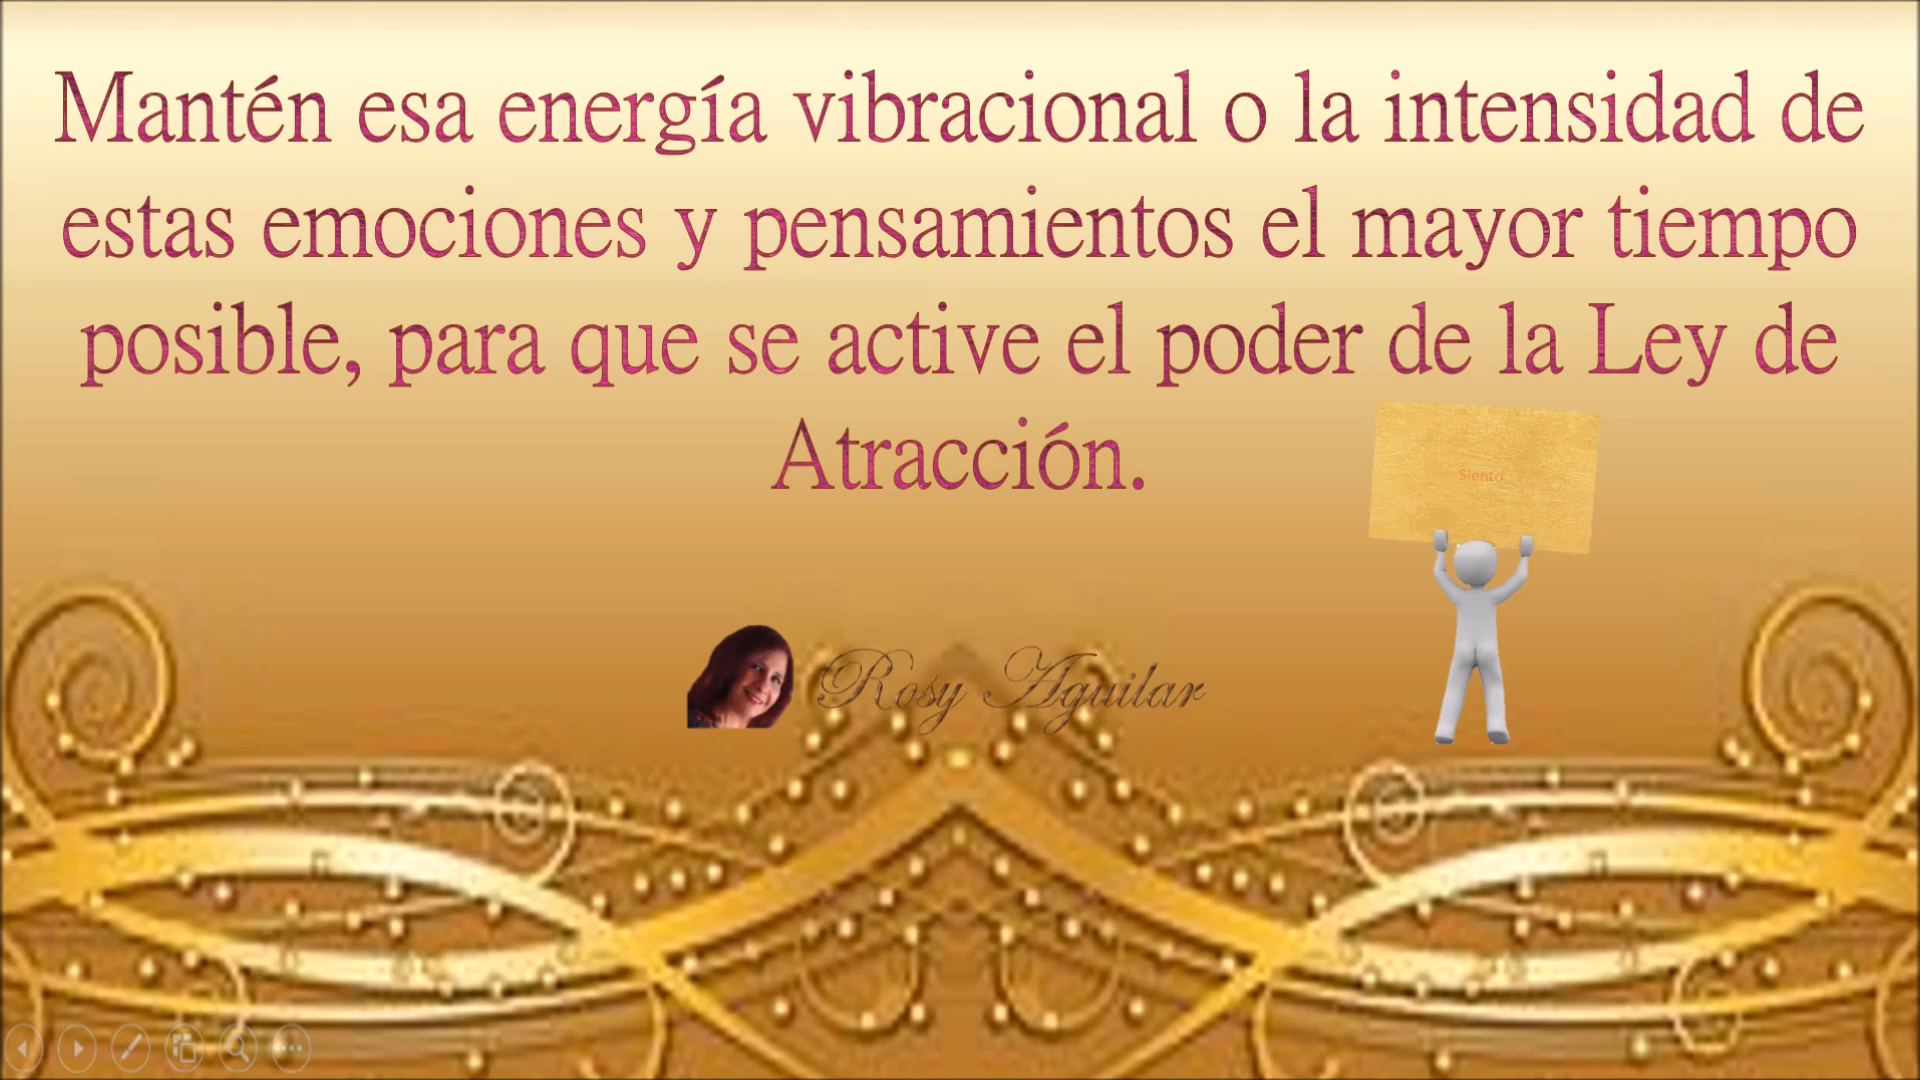 Mantén esa energía vibracional o la intensidad de
estas emociones y pensamientos el mayor tiempo
posible, para que se active el poder de la Ley de
Atracción.
Siento
Rosy Aguilar